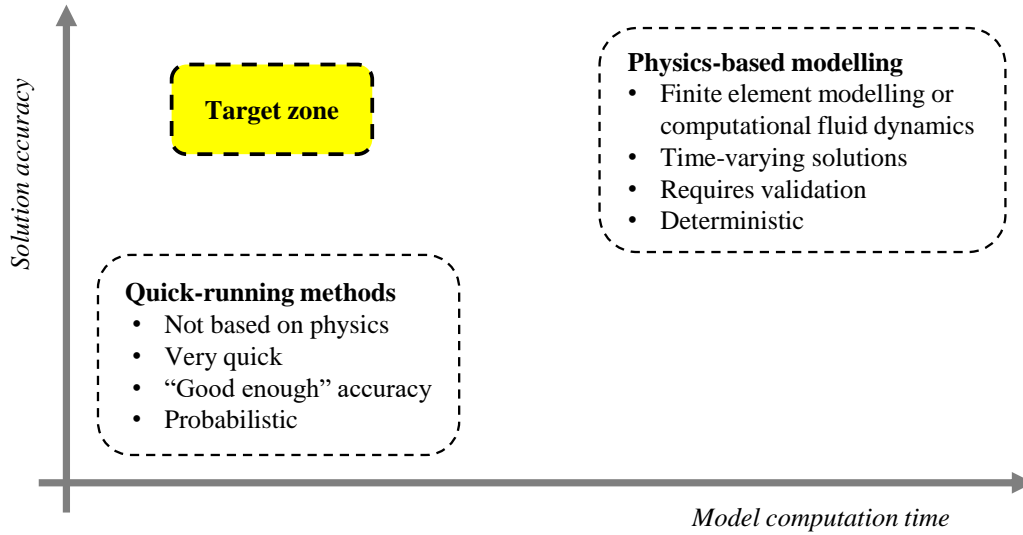 Solution accuracy
Target zone
Physics-based modelling
• Finite element modelling or
computational fluid dynamics
• Time-varying solutions
• Requires validation
• Deterministic
Quick-running methods
• Not based on physics
• Very quick
• “Good enough” accuracy
• Probabilistic
Model computation time